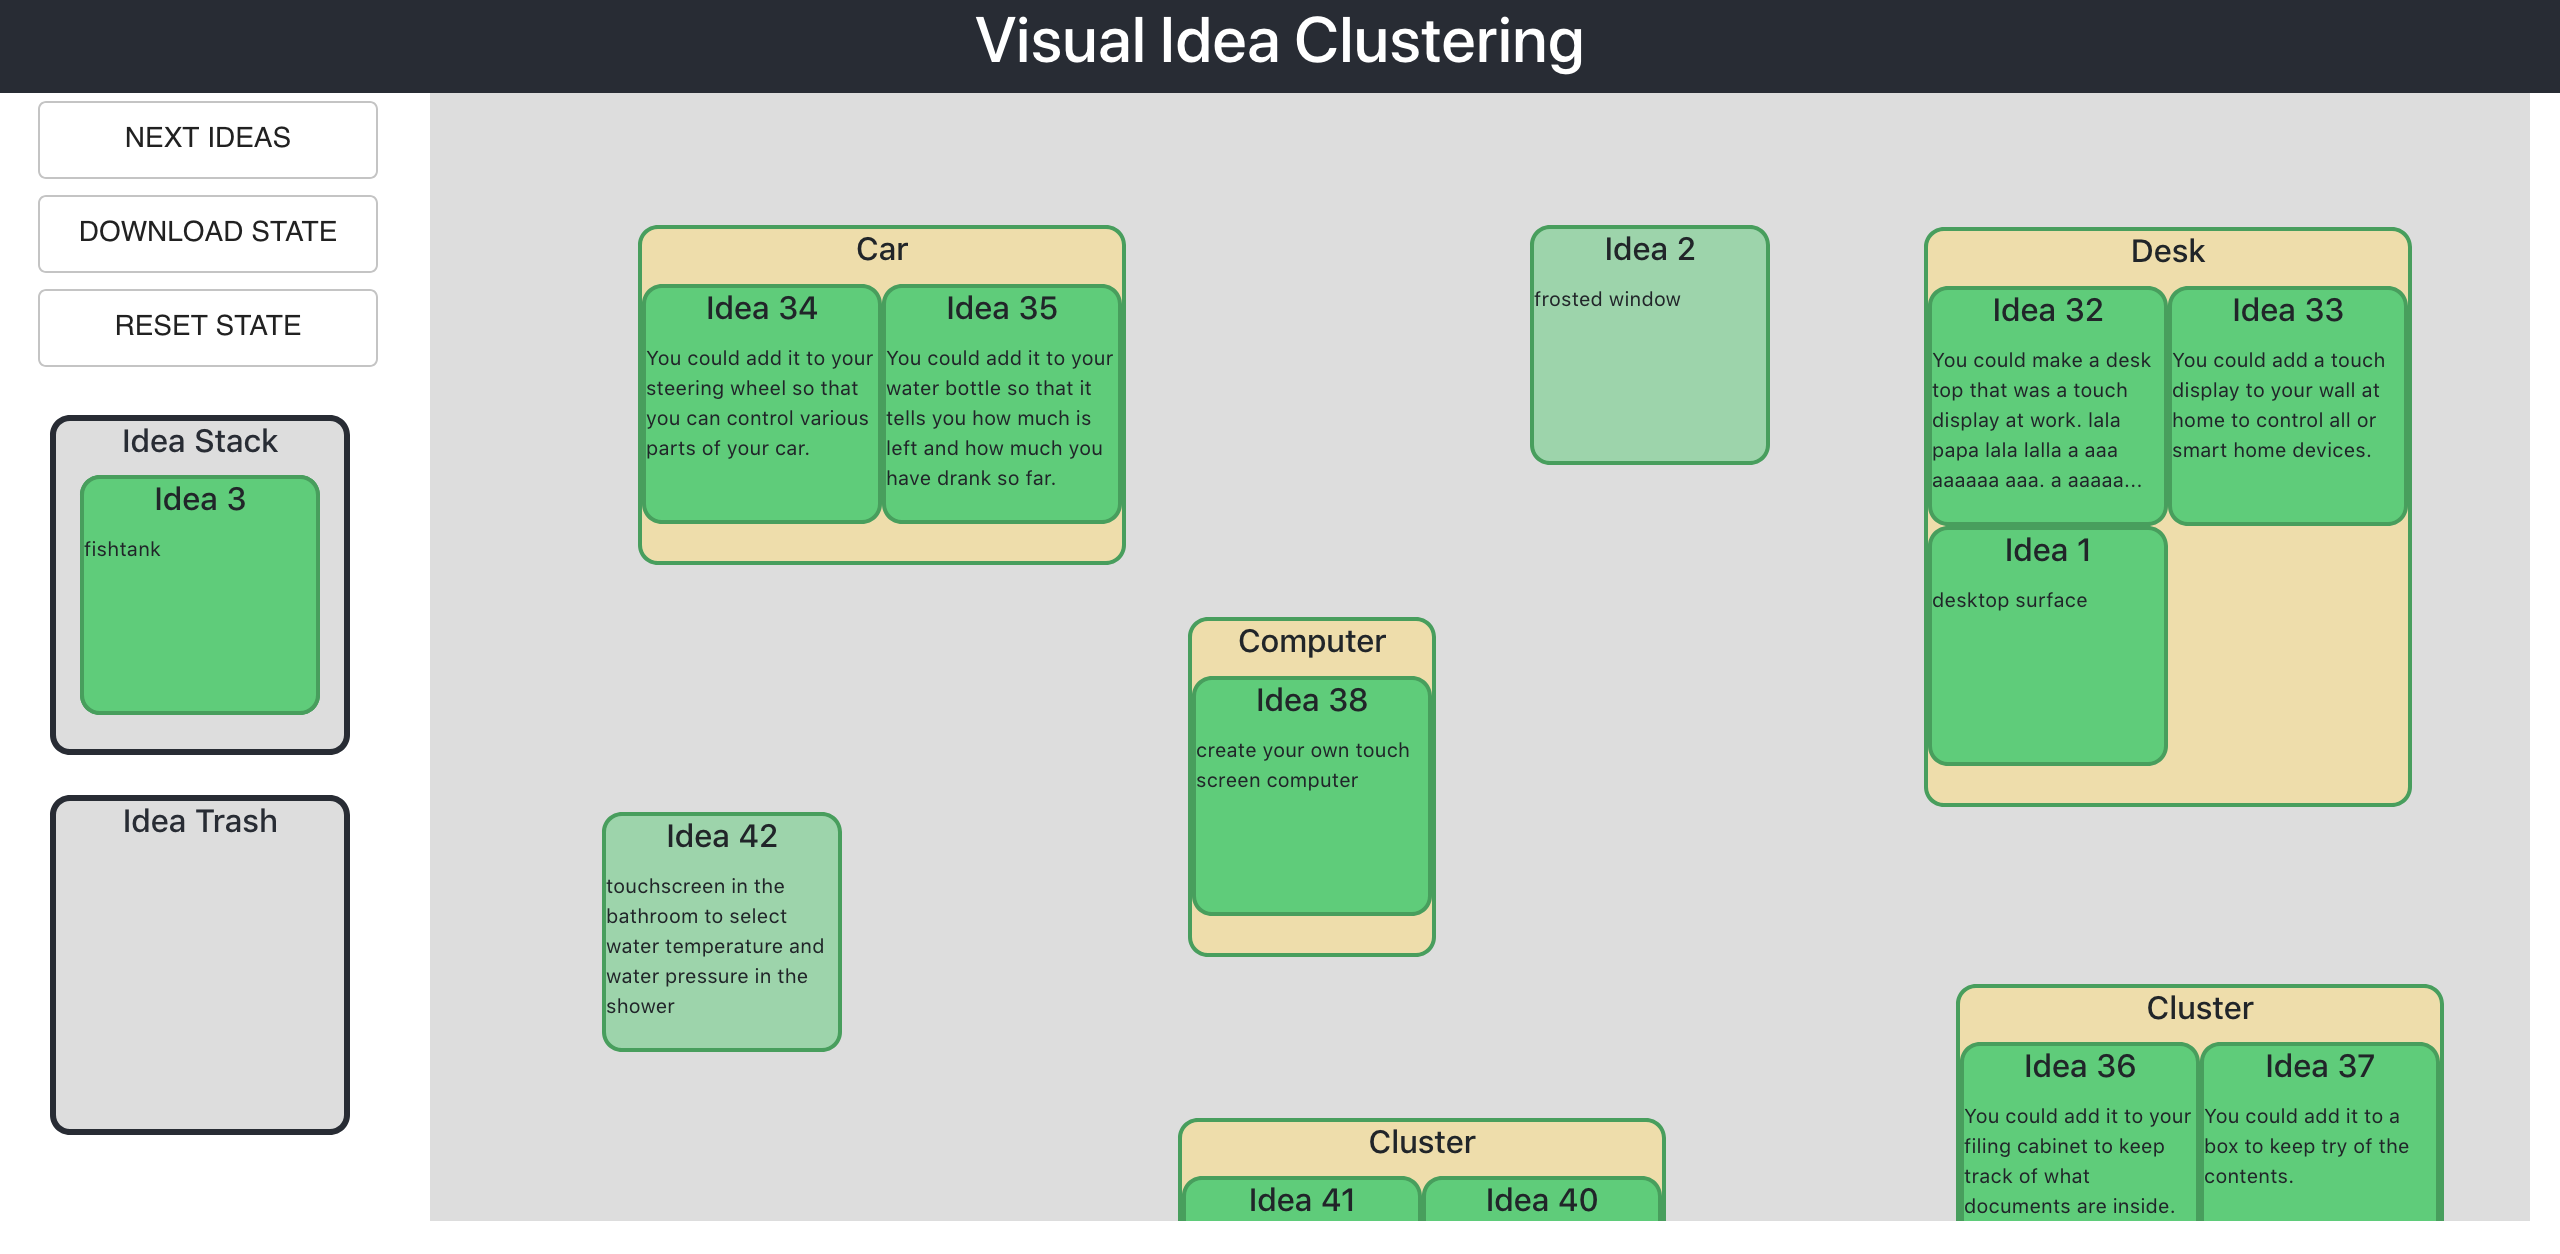 Visual Idea Clustering
NEXT IDEAS
DOWNLOAD STATE
RESET STATE
Idea Stack
Idea 3
fishtank
Idea Trash
Car
Idea 34
You could add it to your
steering wheel so that
you can control various
parts of your car.
Idea 35
You could add it to your
water bottle so that it
tells you how much is
left and how much you
have drank so far.
Idea 2
frosted window
Desk
Idea 32
You could make a desk
top that was a touch
display at work. lala
papa lala lalla a aaa
aaaaaa aaa. a aaaaa...
Idea 33
You could add a touch
display to your wall at
home to control all or
smart home devices.
Idea 1
desktop surface
Computer
Idea 38
create your own touch
screen computer
Idea 42
touchscreen in the
bathroom to select
water temperature and
water pressure in the
shower
Cluster
Idea 41
Idea 40
Cluster
Idea 36
You could add it to your
filing cabinet to keep
track of what
documents are inside.
Idea 37
You could add it to a
box to keep try of the
contents.